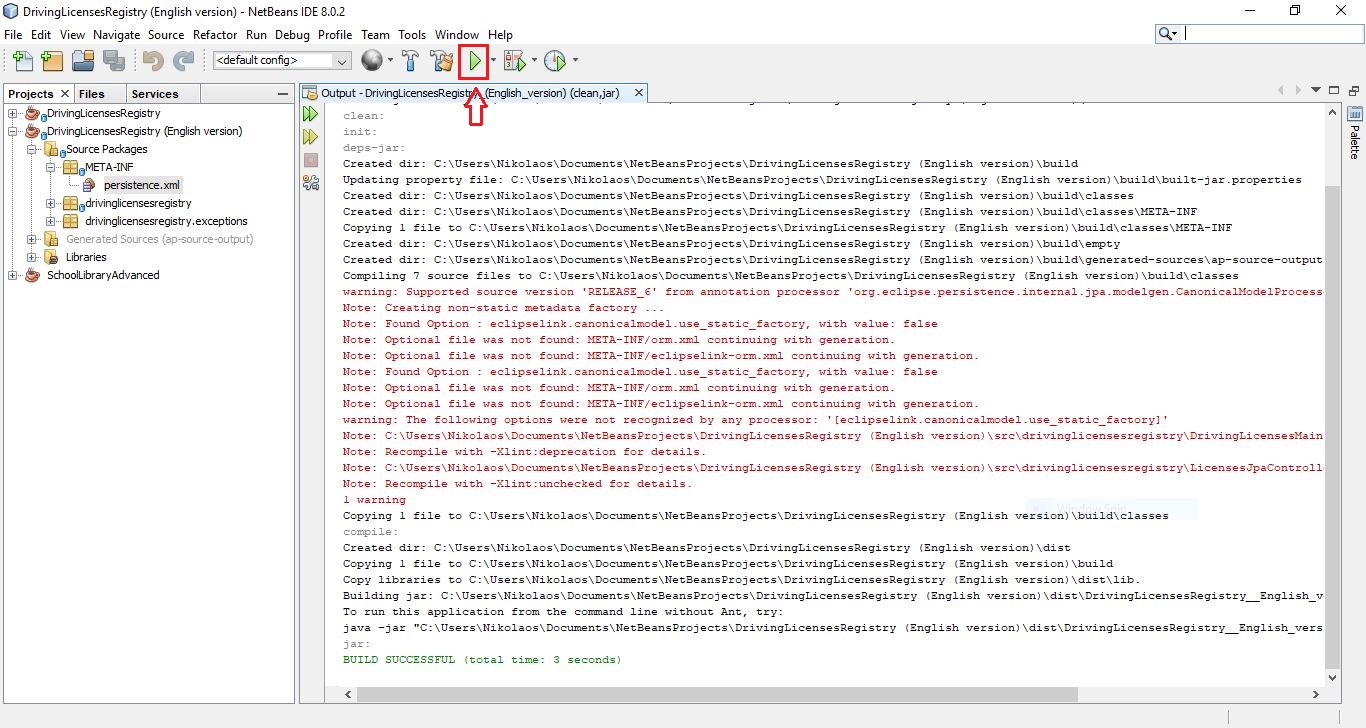 DrivingLicensesRegistry (English version) - NetBeans IDE 8.0.2
File Edit View Navigate Source Refactor Run Debug Profile Team Tools Window Help
<default config>
Projects Files Services
DrivingLicensesRegistry
DrivingLicensesRegistry (English version)
Source Packages
META-INF
persistence.xml
drivinglicensesregistry
drivinglicensesregistry.exceptions
Generated Sources (ap-source-output)
Libraries
SchoolLibraryAdvanced
Output - DrivingLicensesRegistry_(English_version) (clean,jar)
clean:
init:
deps-jar:
Created dir: C:\Users\Nikolaos\Documents\NetBeansProjects\DrivingLicensesRegistry (English version)\build
Updating property file: C:\Users\Nikolaos\Documents\NetBeansProjects\DrivingLicensesRegistry (English version)\build\built-jar.properties
Created dir: C:\Users\Nikolaos\Documents\NetBeansProjects\DrivingLicensesRegistry (English version)\build\classes
Created dir: C:\Users\Nikolaos\Documents\NetBeansProjects\DrivingLicensesRegistry (English version)\build\classes\META-INF
Copying 1 file to C:\Users\Nikolaos\Documents\NetBeansProjects\DrivingLicensesRegistry (English version)\build\classes\META-INF
Created dir: C:\Users\Nikolaos\Documents\NetBeansProjects\DrivingLicensesRegistry (English version)\build\empty
Created dir: C:\Users\Nikolaos\Documents\NetBeansProjects\DrivingLicensesRegistry (English version)\build\generated-sources\ap-source-output
Compiling 7 source files to C:\Users\Nikolaos\Documents\NetBeansProjects\DrivingLicensesRegistry (English version)\build\classes
warning: Supported source version 'RELEASE_6' from annotation processor 'org.eclipse.persistence.internal.jpa.modelgen.CanonicalModelProcess
Note: Creating non-static metadata factory ...
Note: Found Option : eclipselink.canonicalmodel.use_static_factory, with value: false
Note: Optional file was not found: META-INF/orm.xml continuing with generation.
Note: Optional file was not found: META-INF/eclipselink-orm.xml continuing with generation.
Note: Found Option : eclipselink.canonicalmodel.use_static_factory, with value: false
Note: Optional file was not found: META-INF/orm.xml continuing with generation.
Note: Optional file was not found: META-INF/eclipselink-orm.xml continuing with generation.
warning: The following options were not recognized by any processor: '[eclipselink.canonicalmodel.use_static_factory]'
Note: C:\Users\Nikolaos\Documents\NetBeansProjects\DrivingLicensesRegistry (English version)\src\drivinglicensesregistry\DrivingLicensesMain
Note: Recompile with -Xlint:deprecation for details.
Note: C:\Users\Nikolaos\Documents\NetBeansProjects\DrivingLicensesRegistry (English version)\src\drivinglicensesregistry\LicensesJpaControlle
Note: Recompile with -Xlint:unchecked for details.
1 warning
Copying 1 file to C:\Users\Nikolaos\Documents\NetBeansProjects\DrivingLicensesRegistry (English version)\build\classes
compile:
Created dir: C:\Users\Nikolaos\Documents\NetBeansProjects\DrivingLicensesRegistry (English version)\dist
Copying 1 file to C:\Users\Nikolaos\Documents\NetBeansProjects\DrivingLicensesRegistry (English version)\build
Copy libraries to C:\Users\Nikolaos\Documents\NetBeansProjects\DrivingLicensesRegistry (English version)\dist\lib.
Building jar: C:\Users\Nikolaos\Documents\NetBeansProjects\DrivingLicensesRegistry (English version)\dist\DrivingLicensesRegistry__English_v
To run this application from the command line without Ant, try:
java -jar "C:\Users\Nikolaos\Documents\NetBeansProjects\DrivingLicensesRegistry (English version)\dist\DrivingLicensesRegistry__English_vers
jar:
BUILD SUCCESSFUL (total time: 3 seconds)
Palette